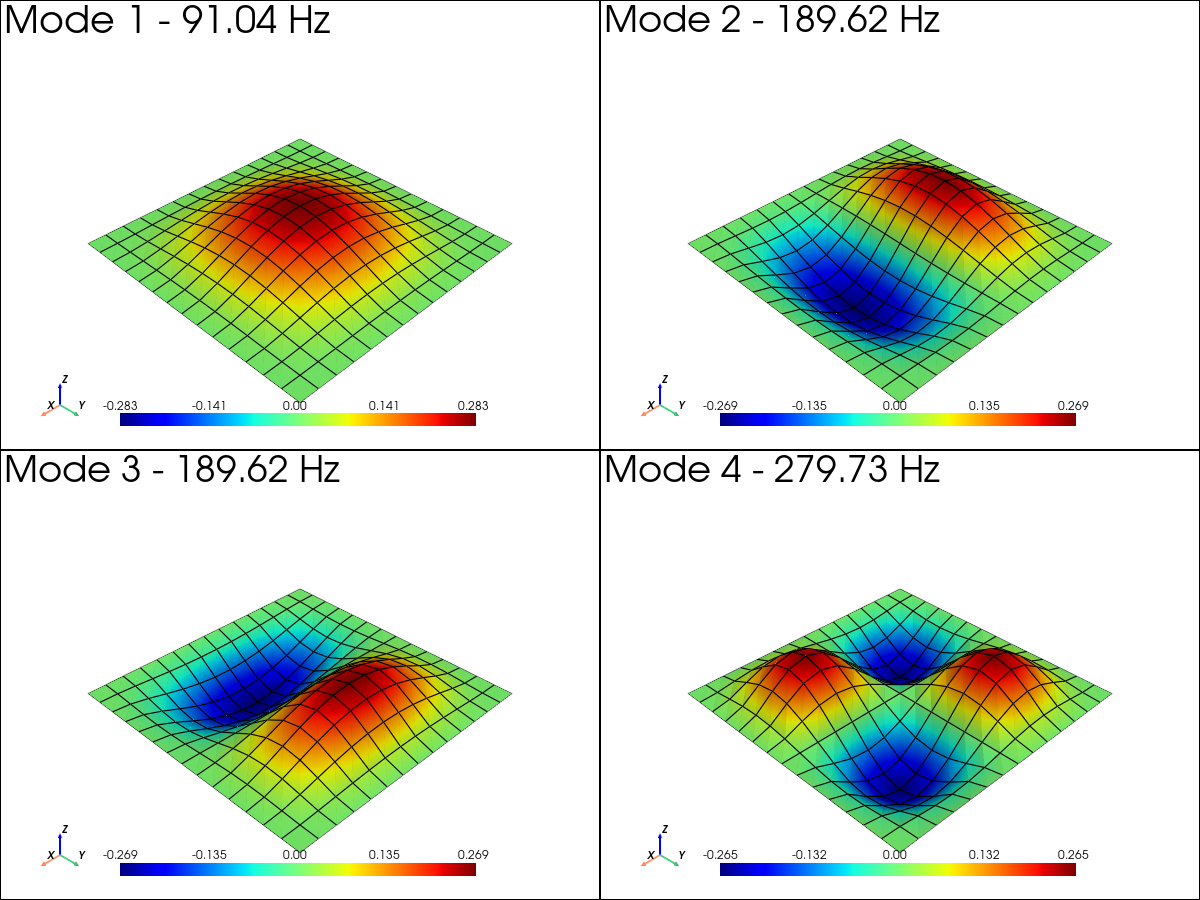 Mode 1 - 91.04 Hz
Z
X Y
-0.283 -0.141 0.00 0.141 0.283
Mode 2 - 189.62 Hz
Z
X Y
-0.269 -0.135 0.00 0.135 0.269
Mode 3 - 189.62 Hz
Z
X Y
-0.269 -0.135 0.00 0.135 0.269
Mode 4 - 279.73 Hz
Z
X Y
-0.265 -0.132 0.00 0.132 0.265